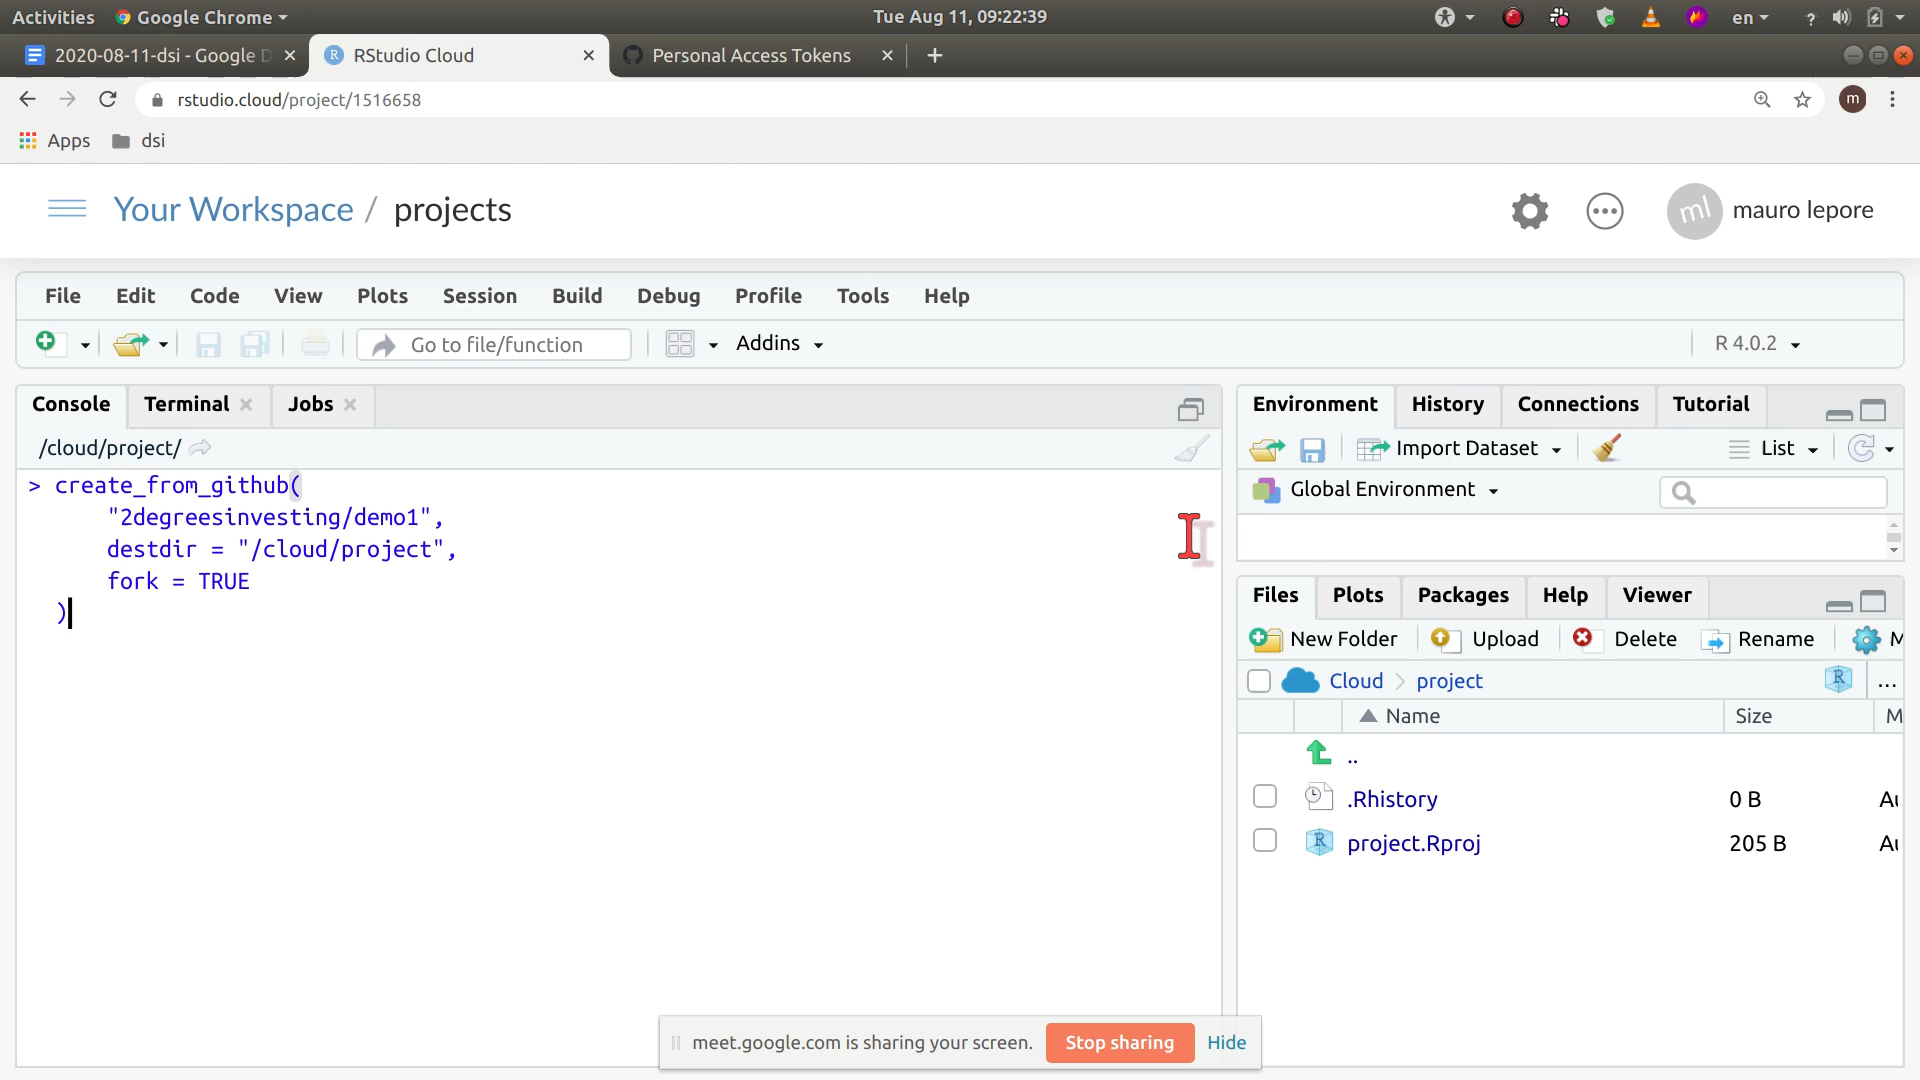 Activities Google Chrome Tue Aug 11, 09:22:39 en ?
2020-08-11-dsi - Google D RStudio Cloud Personal Access Tokens
rstudio.cloud/project/1516658 m
Apps dsi
Your Workspace / projects ml mauro lepore
File Edit Code View Plots Session Build Debug Profile Tools Help
Go to file/function Addins R 4.0.2
Console Terminal Jobs
Environment History Connections Tutorial
/cloud/project/
Import Dataset List
Global Environment
> create_from_github(
"2degreesinvesting/demo1",
destdir = "/cloud/project",
fork = TRUE
)
Files Plots Packages Help Viewer
New Folder Upload Delete Rename M
Cloud project R ...
Name Size M
..
.Rhistory 0 B Au
project.Rproj 205 B Au
meet.google.com is sharing your screen. Stop sharing Hide